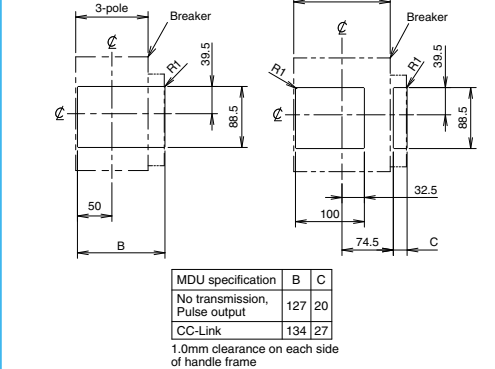 3-pole
Breaker
Breaker
℄
℄
R1
39.5
R1
R1
39.5
℄
88.5
℄
88.5
50
32.5
100
B
74.5
C
MDU specification B C
No transmission,
Pulse output 127 20
CC-Link 134 27
1.0mm clearance on each side
of handle frame